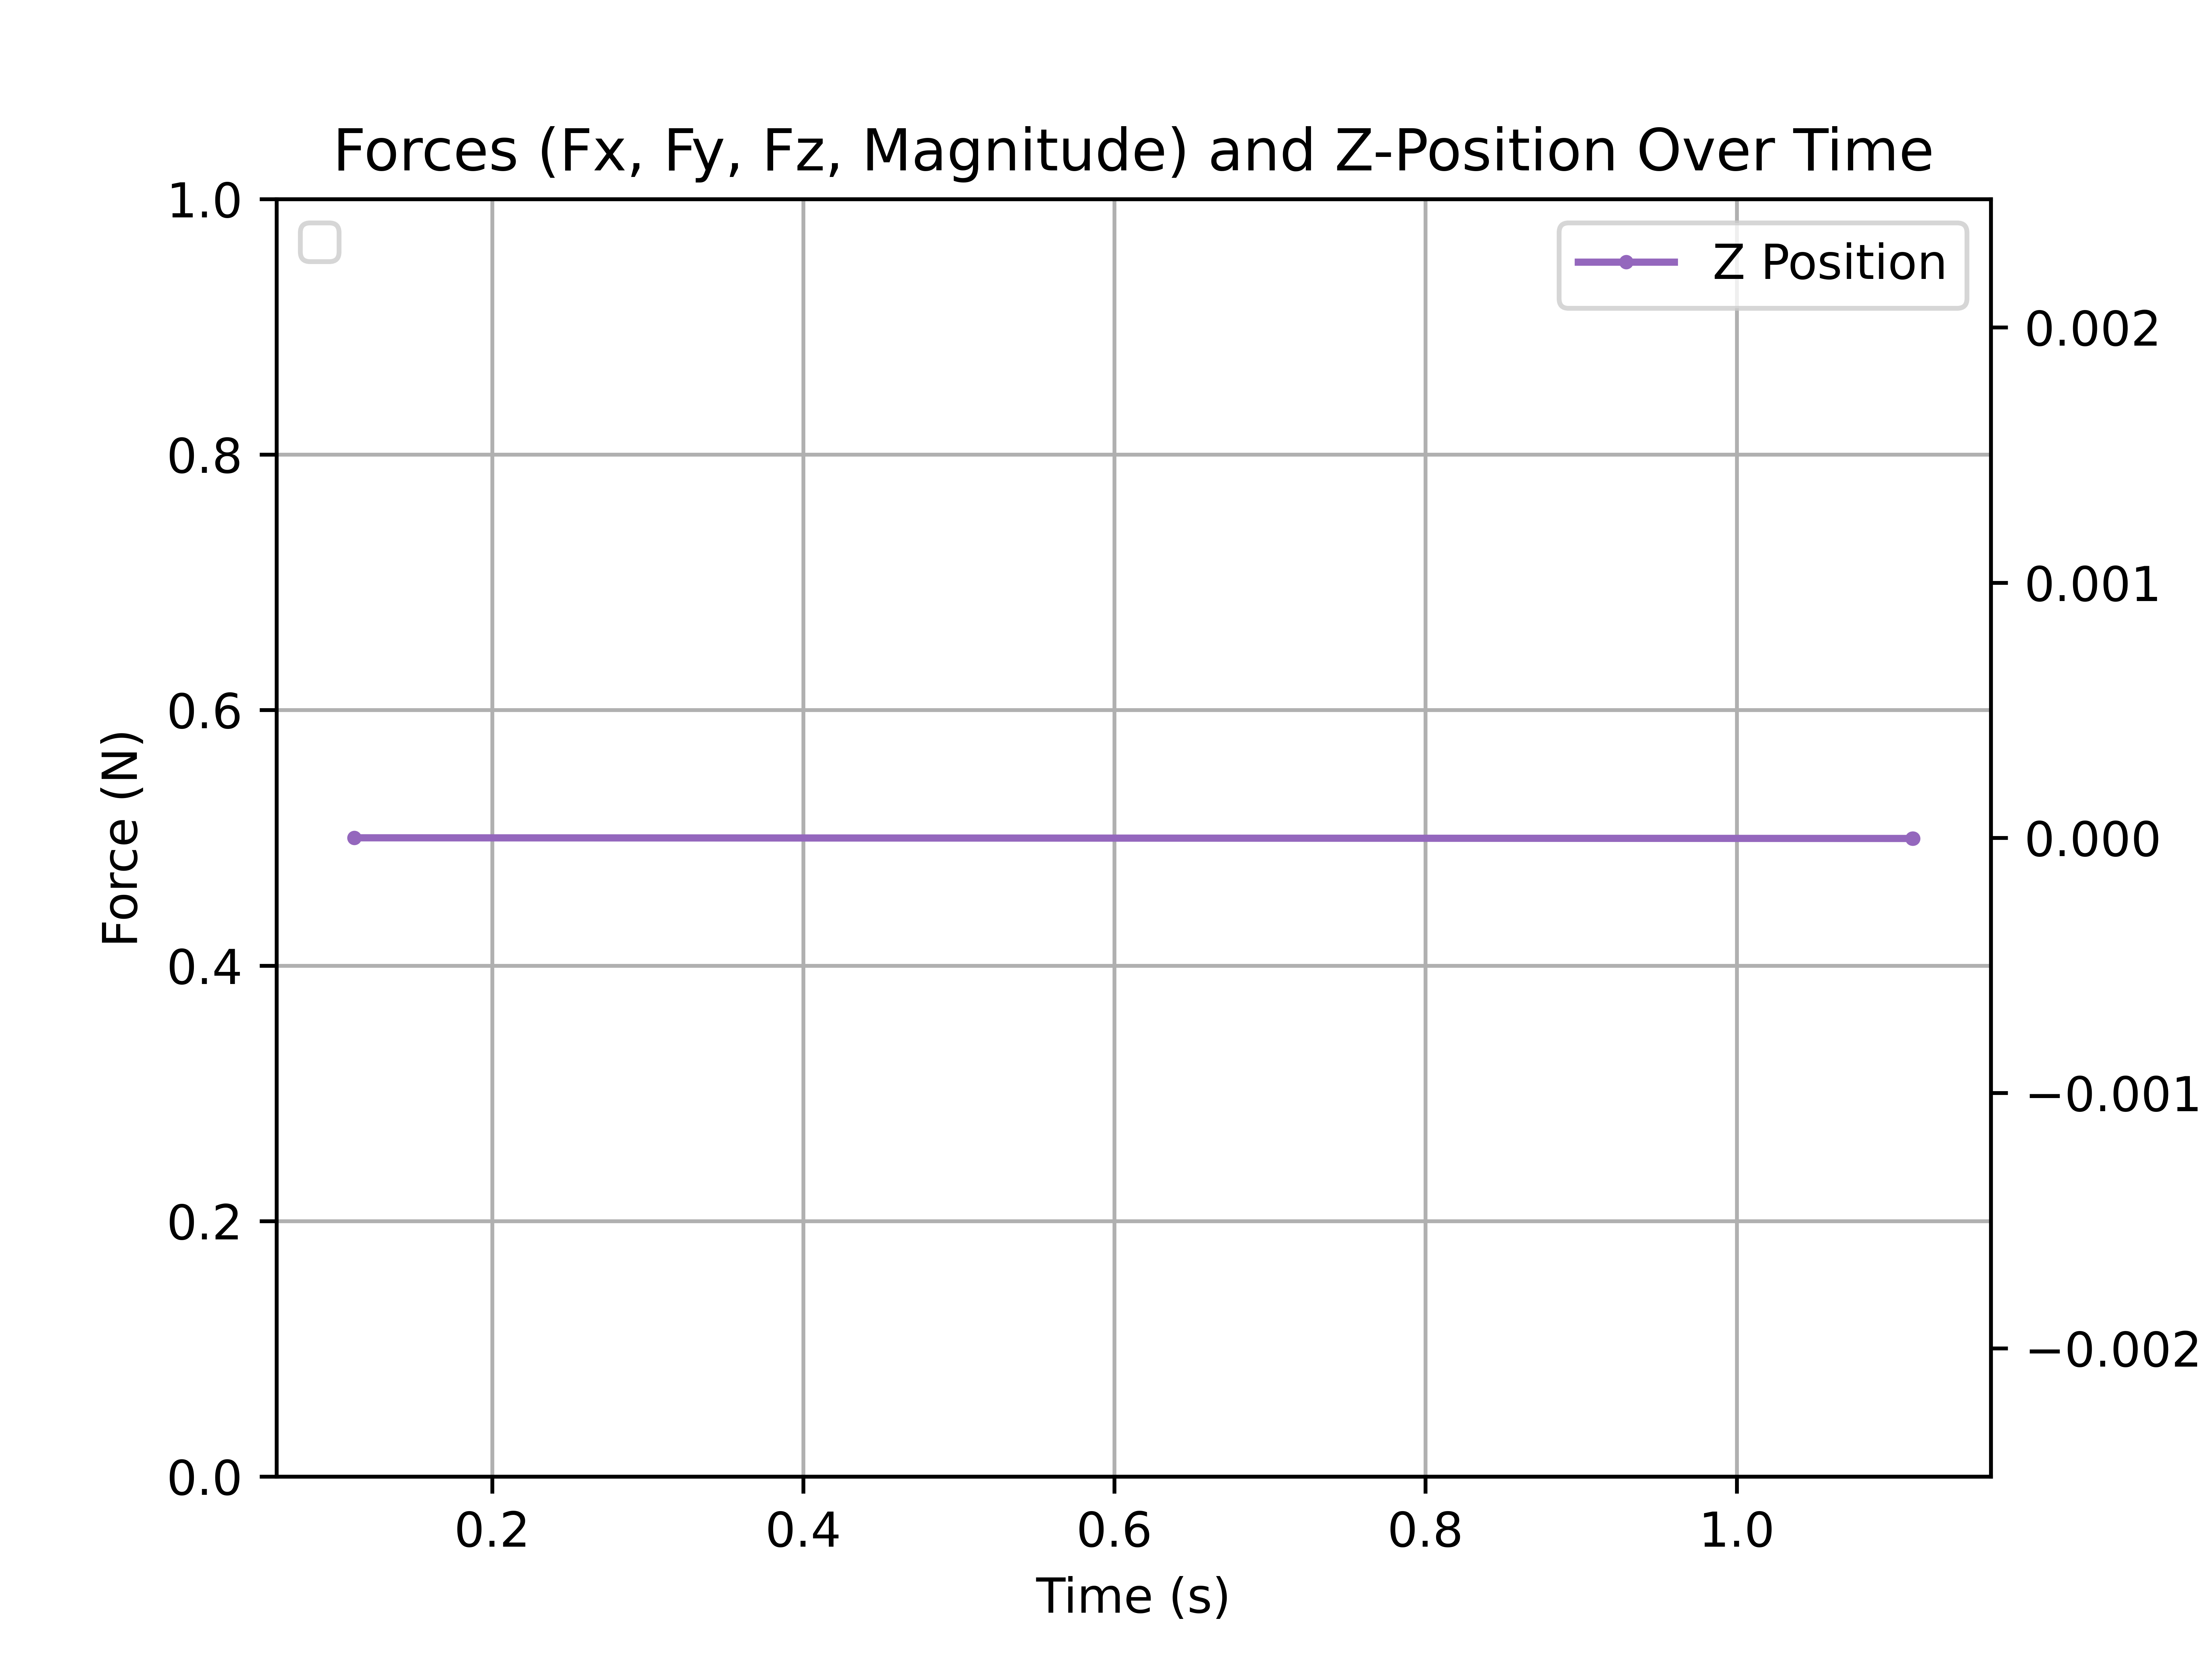 Forces (Fx, Fy, Fz, Magnitude) and Z-Position Over Time
Z Position
1.0
0.8
0.6
0.4
0.2
0.0
Force (N)
0.002
0.001
0.000
−0.001
−0.002
0.2 0.4 0.6 0.8 1.0
Time (s)